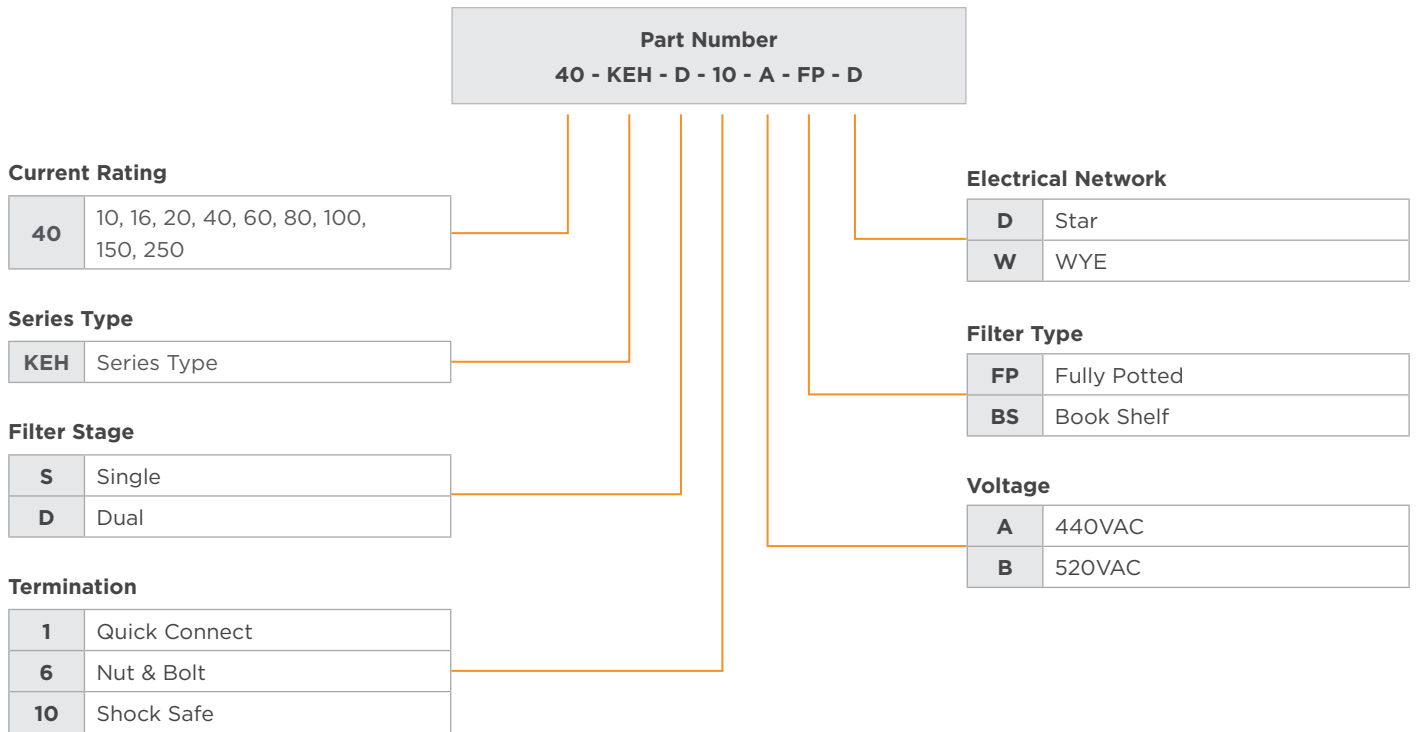 Part Number
40 - KEH - D - 10 - A - FP - D
Current Rating
40 10, 16, 20, 40, 60, 80, 100,
150, 250
Series Type
KEH Series Type
Filter Stage
S Single
D Dual
Termination
1 Quick Connect
6 Nut & Bolt
10 Shock Safe
Electrical Network
D Star
W WYE
Filter Type
FP Fully Potted
BS Book Shelf
Voltage
A 440VAC
B 520VAC